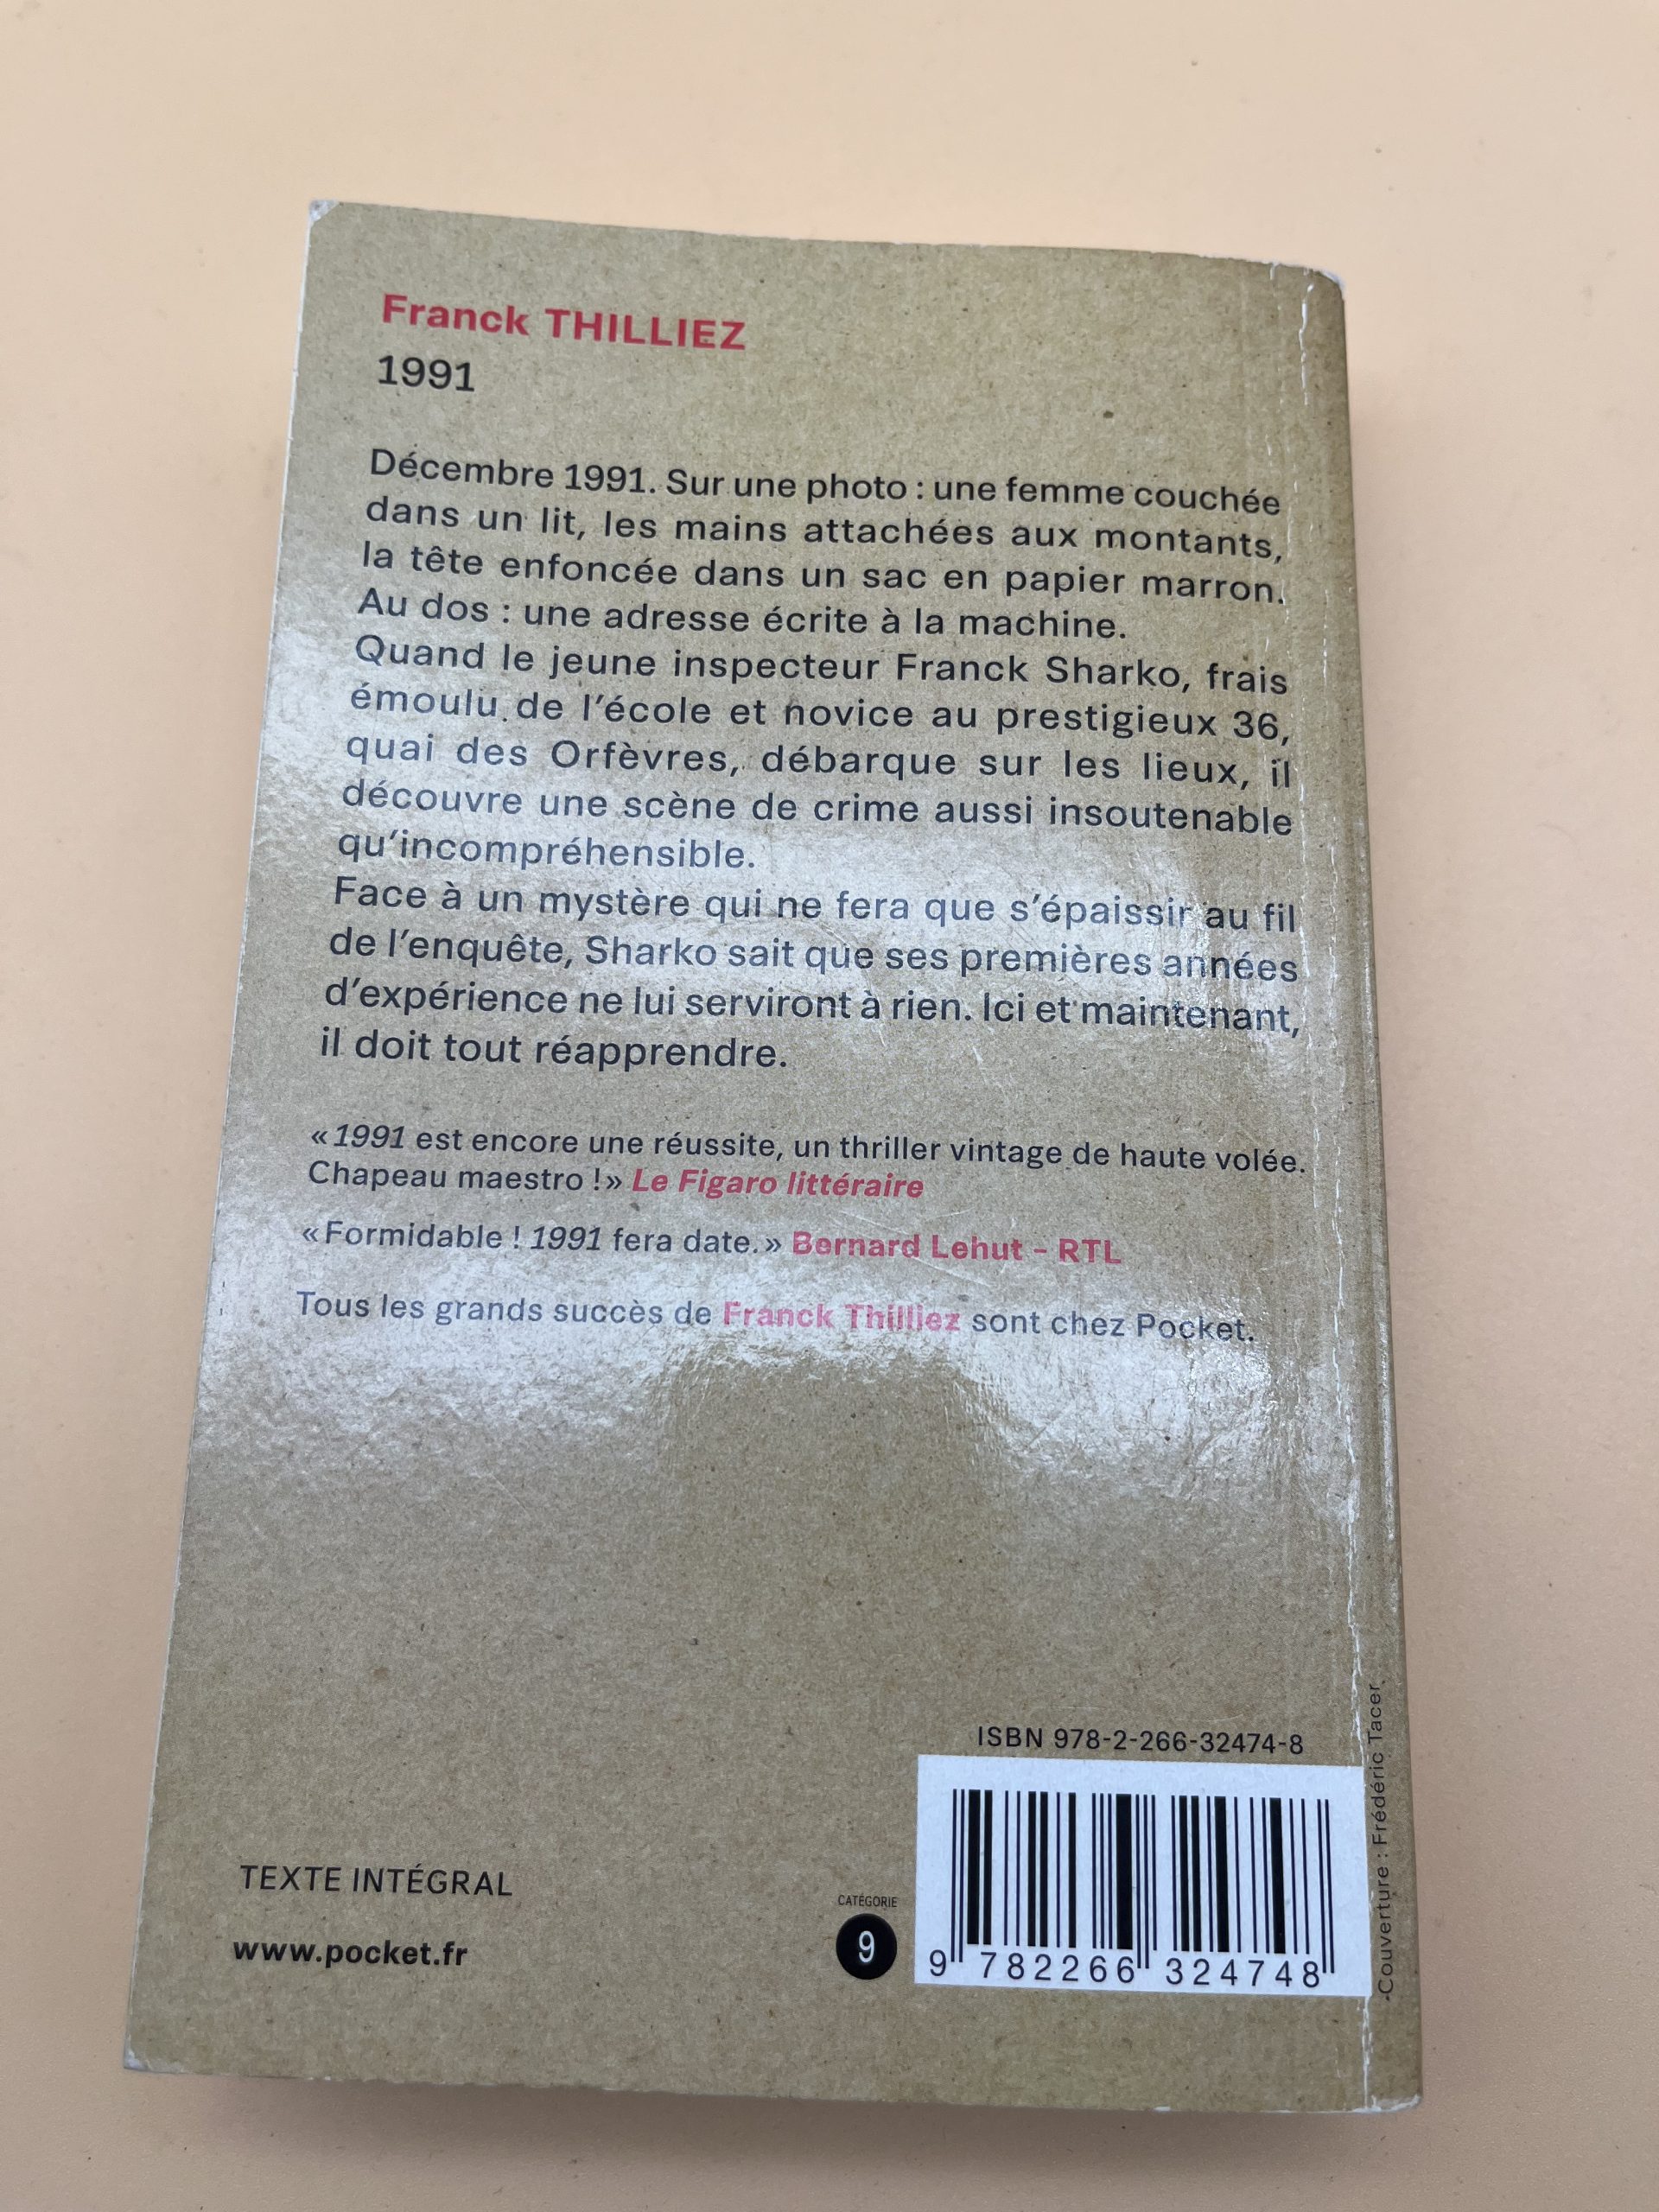 Franck THILLIEZ
1991
Décembre 1991. Sur une photo : une femme couchée
dans un lit, les mains attachées aux montants,
la tête enfoncée dans un sac en papier marron.
Au dos : une adresse écrite à la machine.
Quand le jeune inspecteur Franck Sharko, frais
émoulu de l'école et novice au prestigieux 36,
quai des Orfèvres, débarque sur les lieux, il
découvre une scène de crime aussi insoutenable
qu'incompréhensible.
Face à un mystère qui ne fera que s'épaissir au fil
de l'enquête, Sharko sait que ses premières années
d'expérience ne lui serviront à rien. Ici et maintenant,
il doit tout réapprendre.
« 1991 est encore une réussite, un thriller vintage de haute volée.
Chapeau maestro ! » Le Figaro littéraire
« Formidable ! 1991 fera date. » Bernard Lehut - RTL
Tous les grands succès de Franck Thilliez sont chez Pocket.
ISBN 978-2-266-32474-8
TEXTE INTÉGRAL
www.pocket.fr
CATÉGORIE
9
9 782266 324748
Couverture : Frédéric Tacer